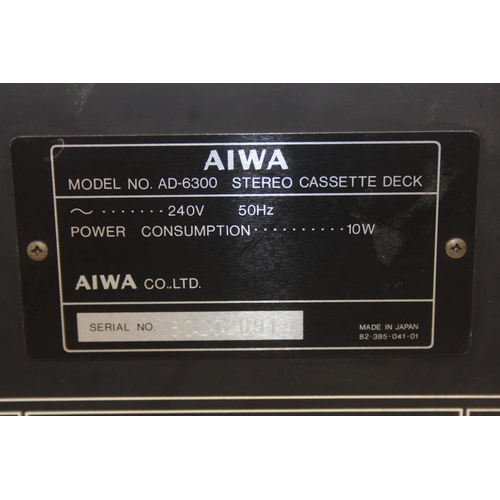 AIWA
MODEL NO. AD-6300 STEREO CASSETTE DECK
~ ······· 240V 50Hz
POWER CONSUMPTION ·········· 10W
AIWA CO.,LTD.
SERIAL NO.
MADE IN JAPAN
82-385-041-01